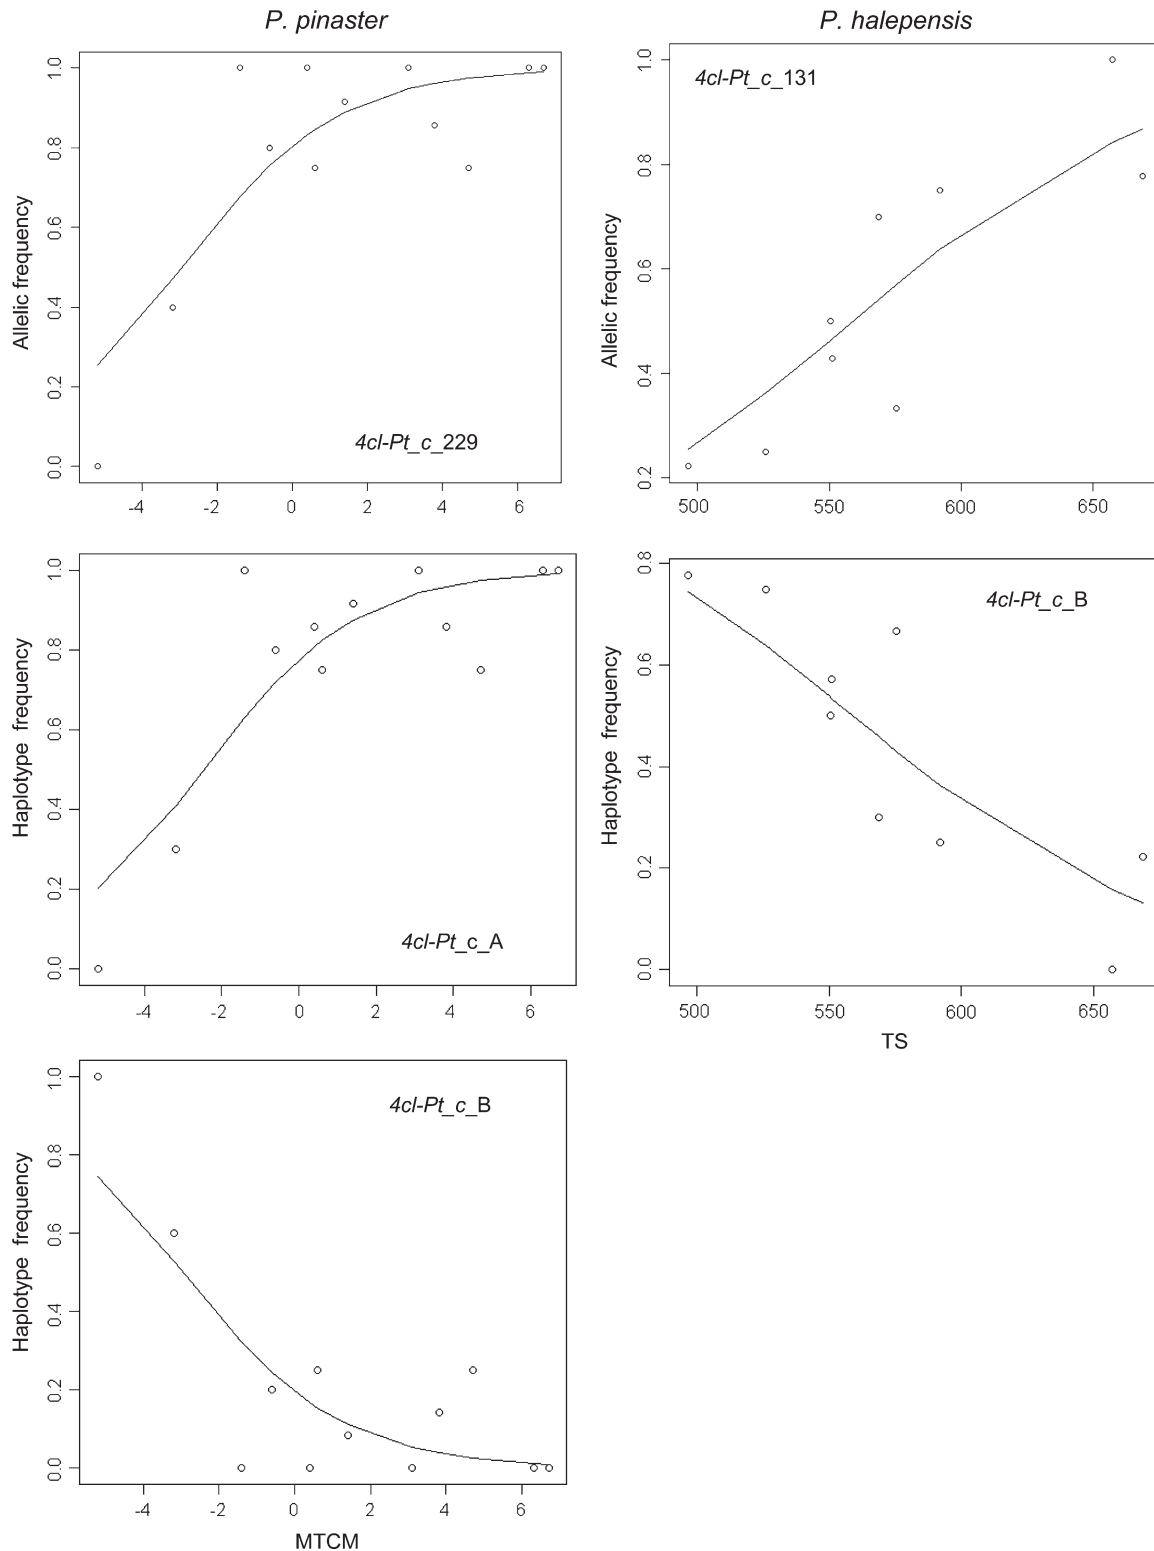 P. pinaster
P. halepensis
Allelic frequency
1.0
0.8
0.6
0.4
0.2
0.0
4cl-Pt_c_229
-4 -2 0 2 4 6
Allelic frequency
1.0
0.8
0.6
0.4
0.2
4cl-Pt_c_131
500 550 600 650
Haplotype frequency
1.0
0.8
0.6
0.4
0.2
0.0
4cl-Pt_c_A
-4 -2 0 2 4 6
Haplotype frequency
0.8
0.6
0.4
0.2
0.0
4cl-Pt_c_B
500 550 600 650
TS
Haplotype frequency
1.0
0.8
0.6
0.4
0.2
0.0
4cl-Pt_c_B
-4 -2 0 2 4 6
MTCM